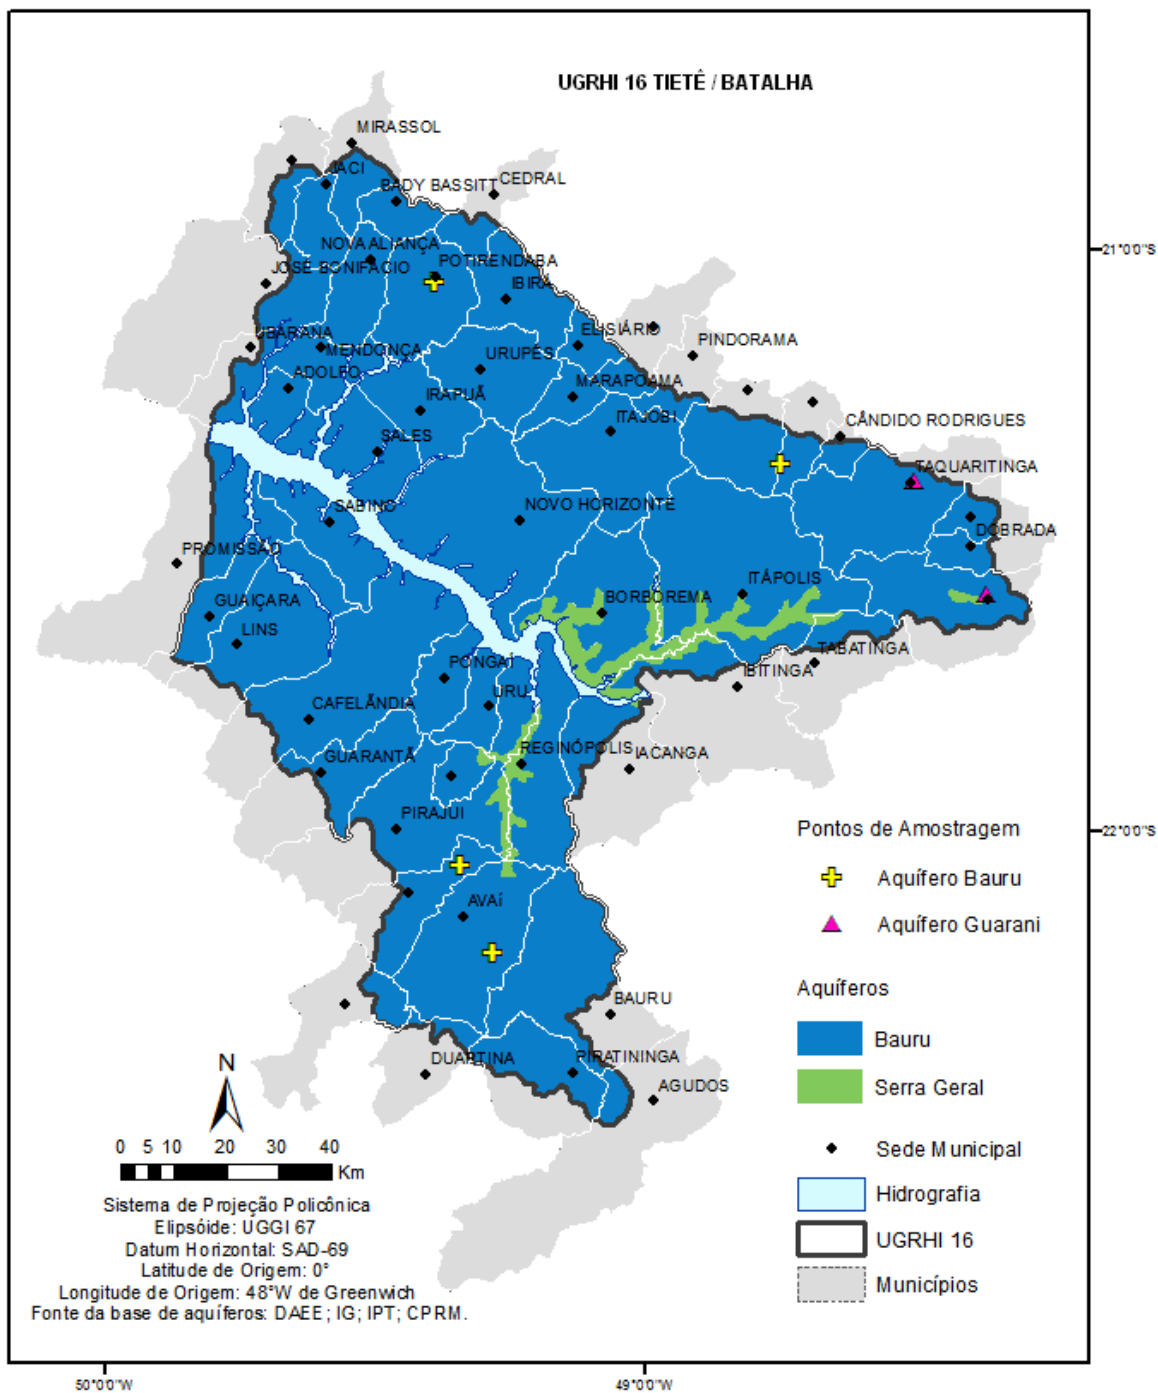 UGRHI 16 TIETÊ / BATALHA
MIRASSOL
JACI
BADY BASSITT
CEDRAL
NOVA ALIANÇA
POTIRENDABA
JOSÉ BONIFÁCIO
IBIRÁ
21°0'0"S
UBARANA
MENDONÇA
ELISIÁRIO
PINDORAMA
URUPÊS
ADOLFO
MARAPOAMA
IRAPUÃ
ITAJOBI
CÂNDIDO RODRIGUES
SALES
TAQUARITINGA
SABINO
NOVO HORIZONTE
DOBRADA
PROMISSÃO
ITÁPOLIS
GUAIÇARA
BORBOREMA
LINS
TABATINGA
PONGAÍ
IBITINGA
URU
CAFELÂNDIA
REGINÓPOLIS
IACANGA
GUARANTÃ
PIRAJUI
22°0'0"S
Pontos de Amostragem
Aquífero Bauru
AVAÍ
Aquífero Guarani
Aquíferos
BAURU
Bauru
DUARTINA
PIRATININGA
AGUDOS
Serra Geral
N
0 5 10 20 30 40
Km
Sede Municipal
Hidrografia
UGRHI 16
Municípios
Sistema de Projeção Policônica
Elipsóide: UGGI 67
Datum Horizontal: SAD-69
Latitude de Origem: 0°
Longitude de Origem: 48°W de Greenwich
Fonte da base de aquíferos: DAEE; IG; IPT; CPRM.
50°0'0"W
49°0'0"W